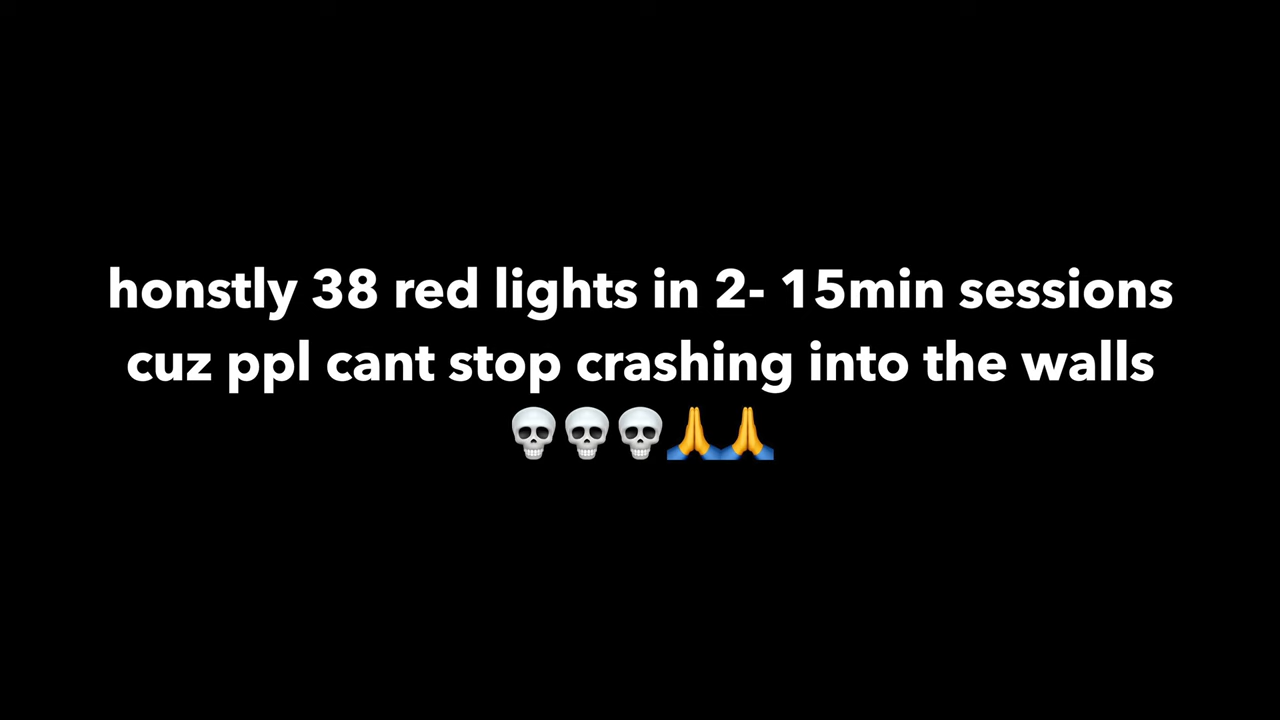 honstly 38 red lights in 2- 15min sessions
cuz ppl cant stop crashing into the walls
💀💀💀🙏🙏